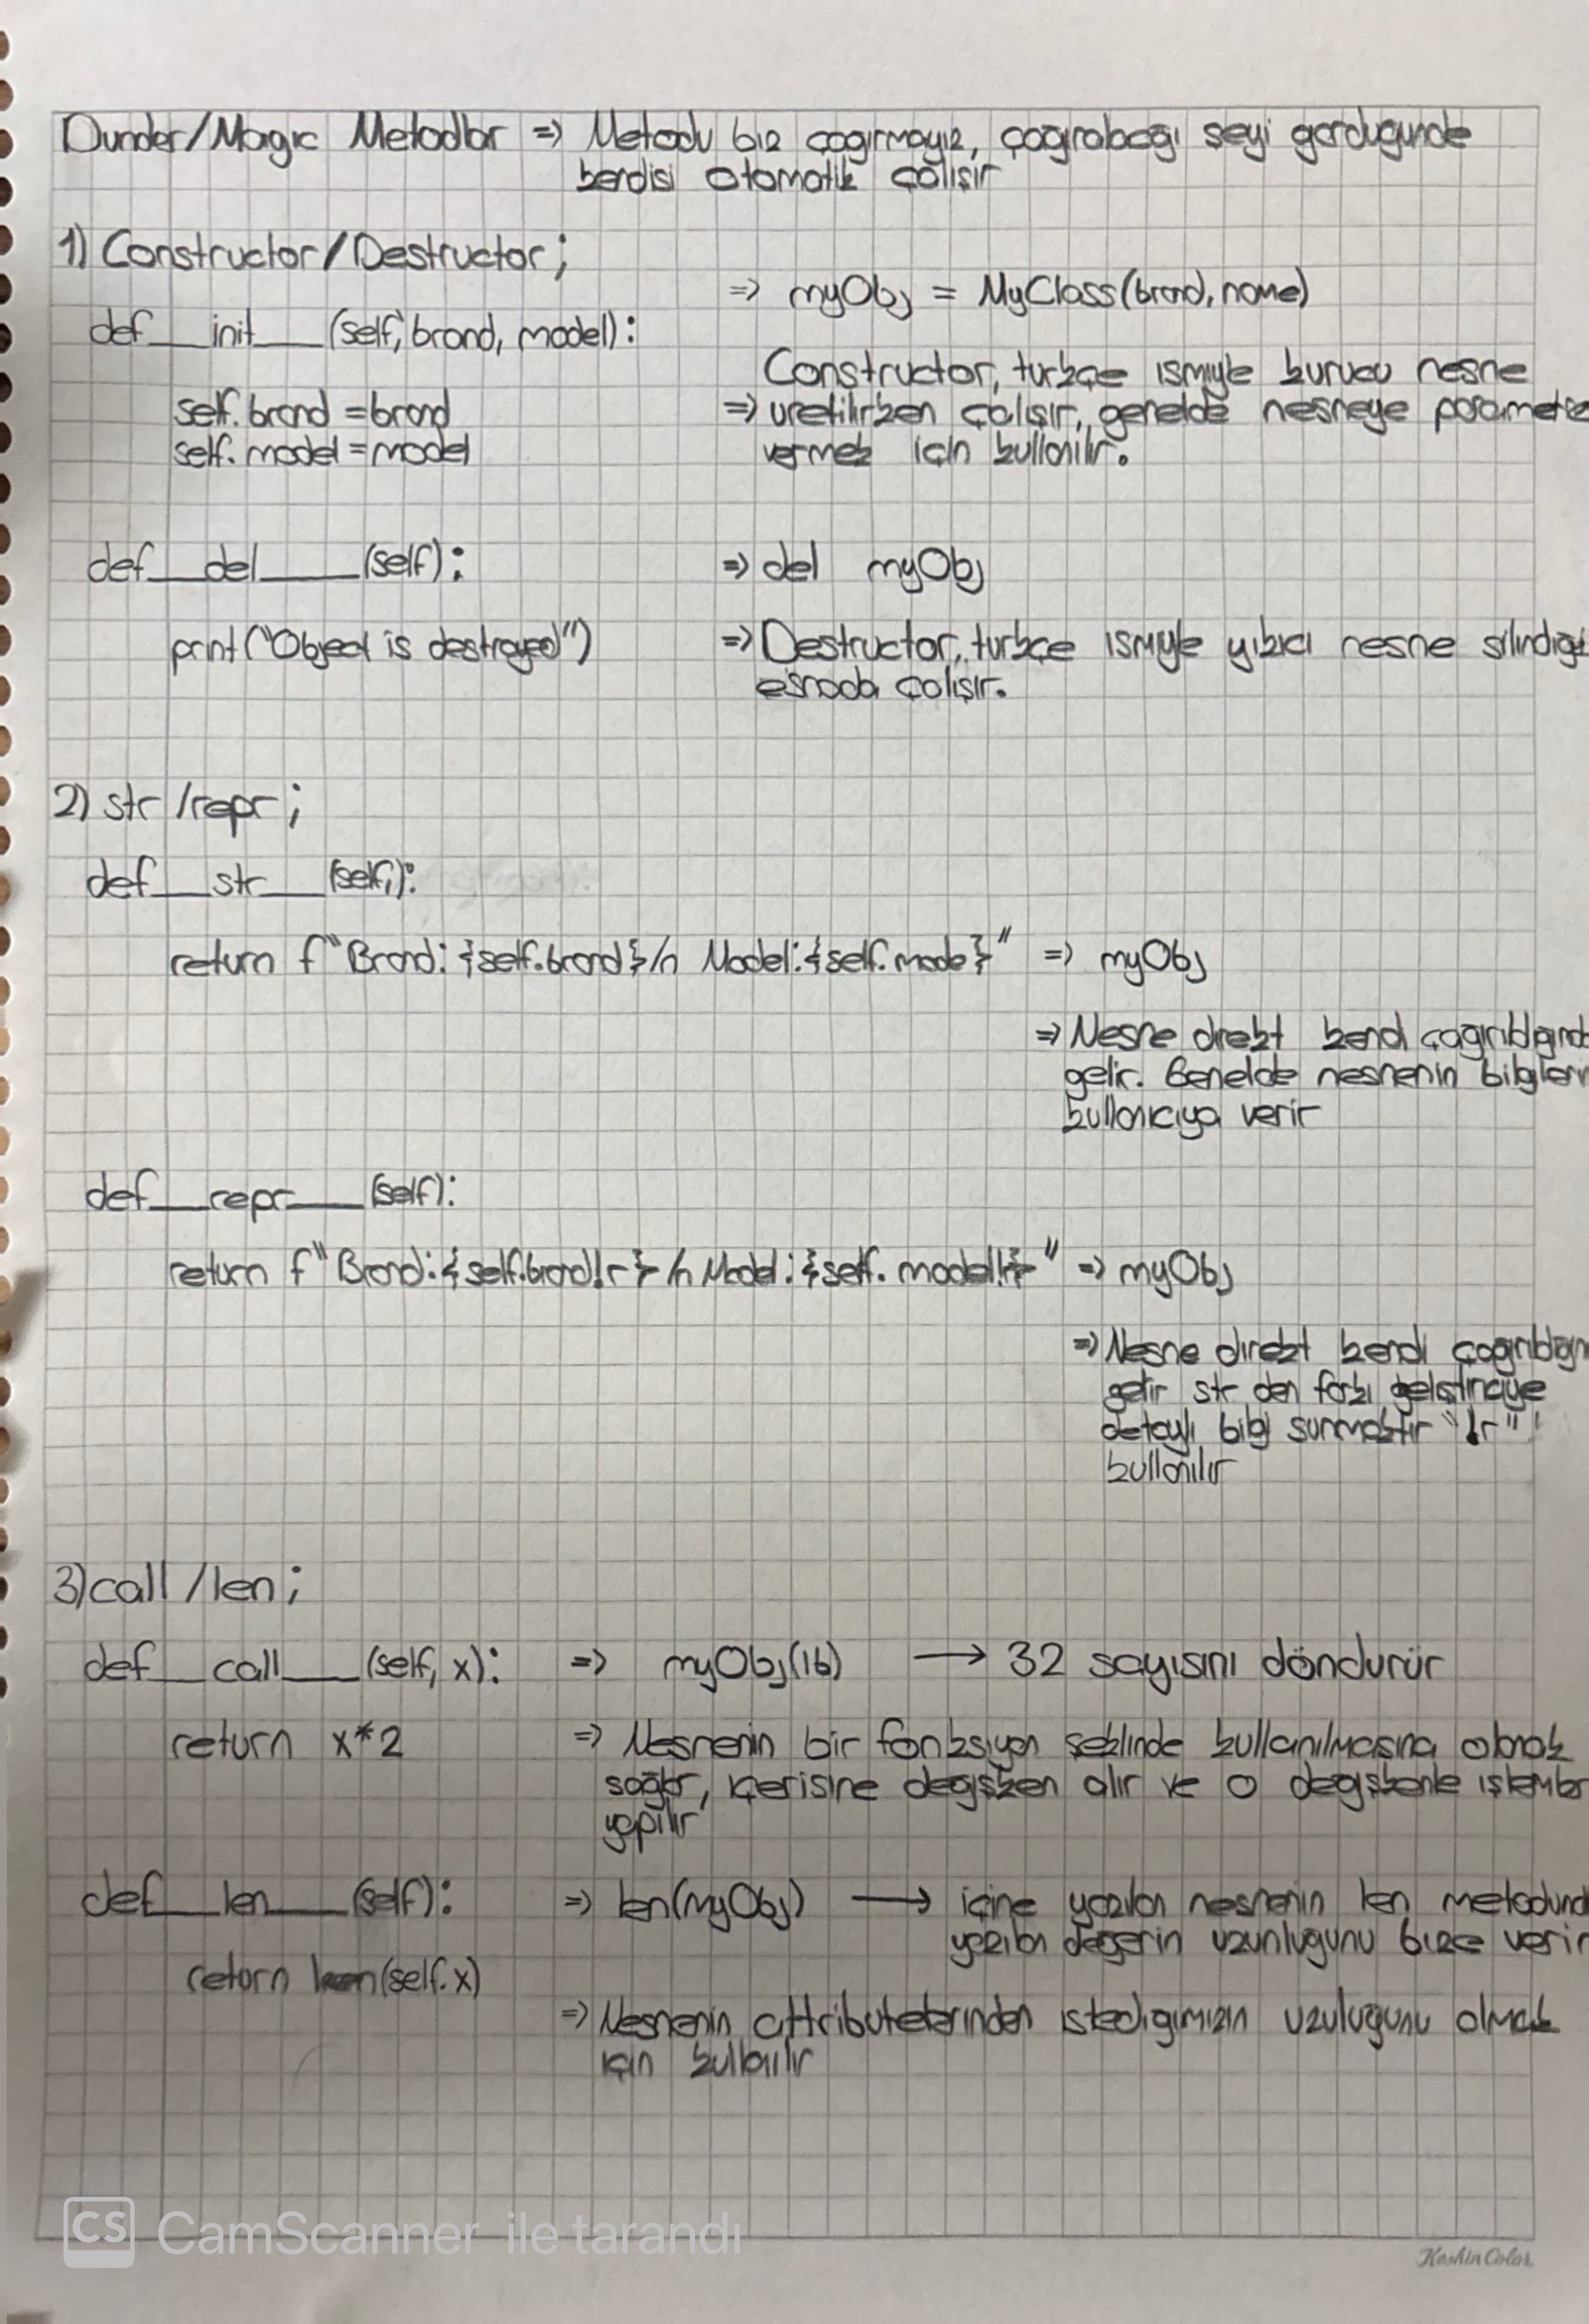 Dunder/Magic Metodlar => Metodu biz çağırmayız, çağırılacağı şeyi gördüğünde
kendisi otomatik çalışır
1) Constructor/Destructor;
=> myObj = MyClass(brand, name)
def __init__ (self, brand, model):
Constructor, türkçe ismiyle kurucu nesne
self.brand = brand => üretilirken çalışır, genelde nesneye parametre
self.model = model vermek için kullanılır.
def __del__ (self): => del myObj
print("Object is destroyed") => Destructor, türkçe ismiyle yıkıcı nesne silindiği
esnada çalışır.
2) str /repr;
def __str__ (self,):
return f"Brand: {self.brand}/n Model:{self.mode}" => myObj
=> Nesne direkt kendi çağırıldığında
gelir. Genelde nesnenin bilgilerini
kullanıcıya verir
def __repr__ (self):
return f"Brand:{self.brand!r}/n Model:{self.model!r}" => myObj
=> Nesne direkt kendi çağırıldığın
gelir str den farkı geliştiriciye
detaylı bilgi sunmaktır "!r"
kullanılır
3) call /len;
def __call__ (self, x): => myObj(16) → 32 sayısını döndürür
return x*2 => Nesnenin bir fonksiyon şeklinde kullanılmasına olanak
sağlar, içerisine değişken alır ve o değişkenle işlemler
yapılır
def __len__ (self): => len(myObj) → içine yazılan nesnenin len metodunda
yazılan değerin uzunluğunu bize verir
return len(self.x)
=> Nesnenin attributelerinden istediğimizin uzuluğunu almak
için kullanılır
CS CamScanner ile tarandı
KeskinColor